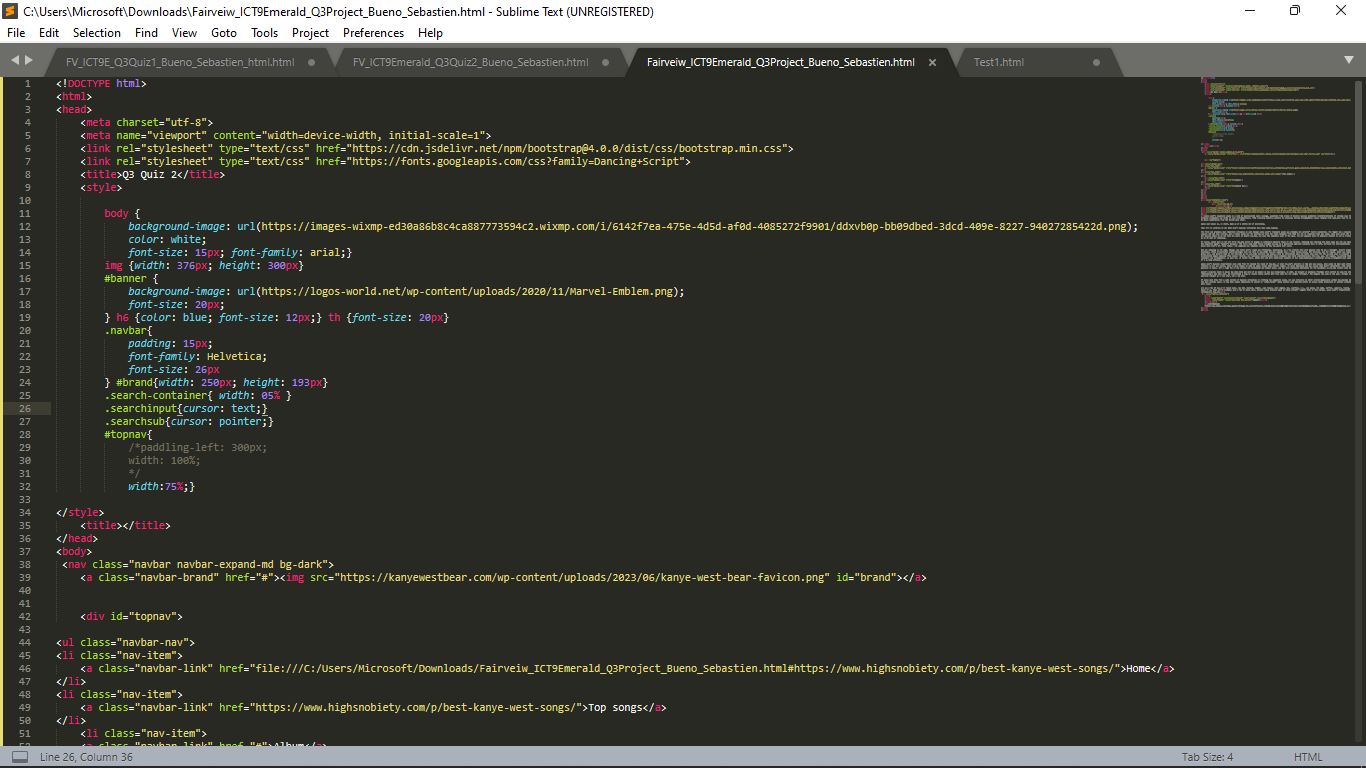 C:\Users\Microsoft\Downloads\Fairveiw_ICT9Emerald_Q3Project_Bueno_Sebastien.html - Sublime Text (UNREGISTERED)
File Edit Selection Find View Goto Tools Project Preferences Help
FV_ICT9E_Q3Quiz1_Bueno_Sebastien_html.html FV_ICT9Emerald_Q3Quiz2_Bueno_Sebastien.html Fairveiw_ICT9Emerald_Q3Project_Bueno_Sebastien.html Test1.html
1 <!DOCTYPE html>
2 <html>
3 <head>
4 <meta charset="utf-8">
5 <meta name="viewport" content="width=device-width, initial-scale=1">
6 <link rel="stylesheet" type="text/css" href="https://cdn.jsdelivr.net/npm/bootstrap@4.0.0/dist/css/bootstrap.min.css">
7 <link rel="stylesheet" type="text/css" href="https://fonts.googleapis.com/css?family=Dancing+Script">
8 <title>Q3 Quiz 2</title>
9 <style>
10
11 body {
12 background-image: url(https://images-wixmp-ed30a86b8c4ca887773594c2.wixmp.com/i/6142f7ea-475e-4d5d-af0d-4085272f9901/ddxvb0p-bb09dbed-3dcd-409e-8227-94027285422d.png);
13 color: white;
14 font-size: 15px; font-family: arial;}
15 img {width: 376px; height: 300px}
16 #banner {
17 background-image: url(https://logos-world.net/wp-content/uploads/2020/11/Marvel-Emblem.png);
18 font-size: 20px;
19 } h6 {color: blue; font-size: 12px;} th {font-size: 20px}
20 .navbar{
21 padding: 15px;
22 font-family: Helvetica;
23 font-size: 26px
24 } #brand{width: 250px; height: 193px}
25 .search-container{ width: 05% }
26 .searchinput{cursor: text;}
27 .searchsub{cursor: pointer;}
28 #topnav{
29 /*paddling-left: 300px;
30 width: 100%;
31 */
32 width:75%;}
33
34 </style>
35 <title></title>
36 </head>
37 <body>
38 <nav class="navbar navbar-expand-md bg-dark">
39 <a class="navbar-brand" href="#"><img src="https://kanyewestbear.com/wp-content/uploads/2023/06/kanye-west-bear-favicon.png" id="brand"></a>
40
41
42 <div id="topnav">
43
44 <ul class="navbar-nav">
45 <li class="nav-item">
46 <a class="navbar-link" href="file:///C:/Users/Microsoft/Downloads/Fairveiw_ICT9Emerald_Q3Project_Bueno_Sebastien.html#https://www.highsnobiety.com/p/best-kanye-west-songs/">Home</a>
47 </li>
48 <li class="nav-item">
49 <a class="navbar-link" href="https://www.highsnobiety.com/p/best-kanye-west-songs/">Top songs</a>
50 </li>
51 <li class="nav-item">
52 <a class="navbar-link" href="#">Album</a>
Line 26, Column 36 Tab Size: 4 HTML